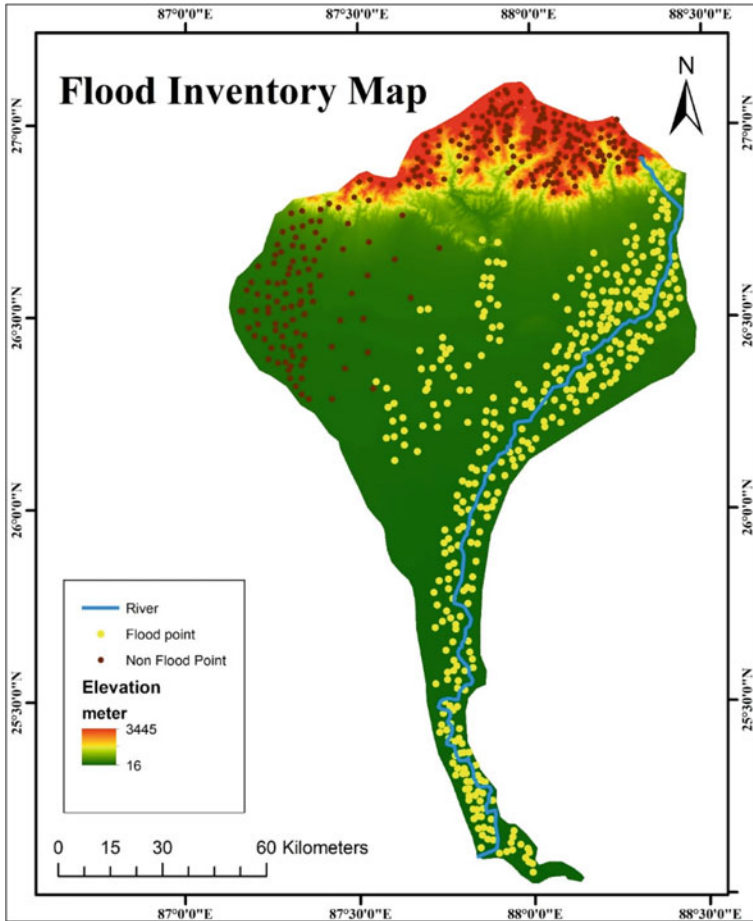 87°0'0"E 87°30'0"E 88°0'0"E 88°30'0"E
Flood Inventory Map
N
27°0'0"N 27°0'0"N
26°30'0"N 26°30'0"N
26°0'0"N 26°0'0"N
River
Flood point
Non Flood Point
Elevation
meter
3445
16
25°30'0"N 25°30'0"N
0 15 30 60 Kilometers
87°0'0"E 87°30'0"E 88°0'0"E 88°30'0"E